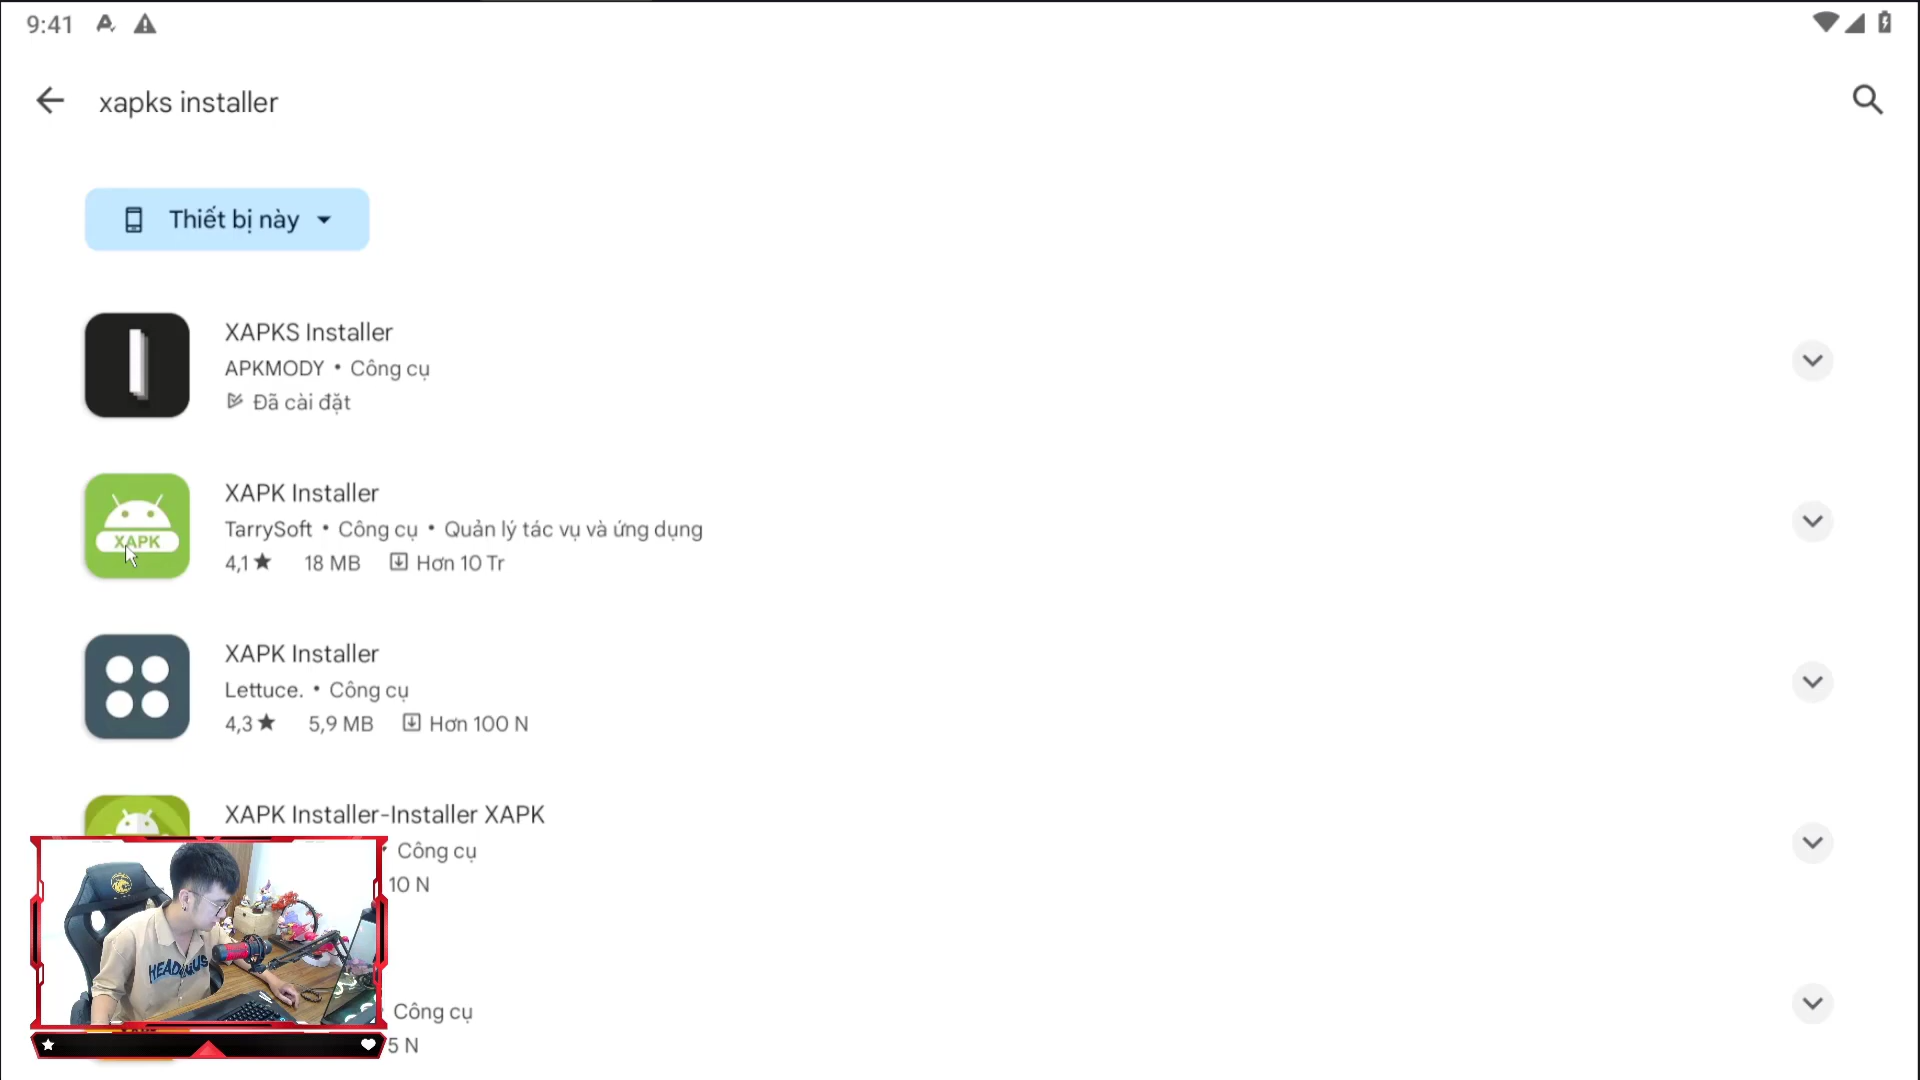 9:41
xapks installer
Thiết bị này
XAPKS Installer
APKMODY • Công cụ
Đã cài đặt
XAPK
XAPK Installer
TarrySoft • Công cụ • Quản lý tác vụ và ứng dụng
4,1★ 18 MB Hơn 10 Tr
XAPK Installer
Lettuce. • Công cụ
4,3★ 5,9 MB Hơn 100 N
XAPK Installer-Installer XAPK
Công cụ
10 N
Công cụ
5 N